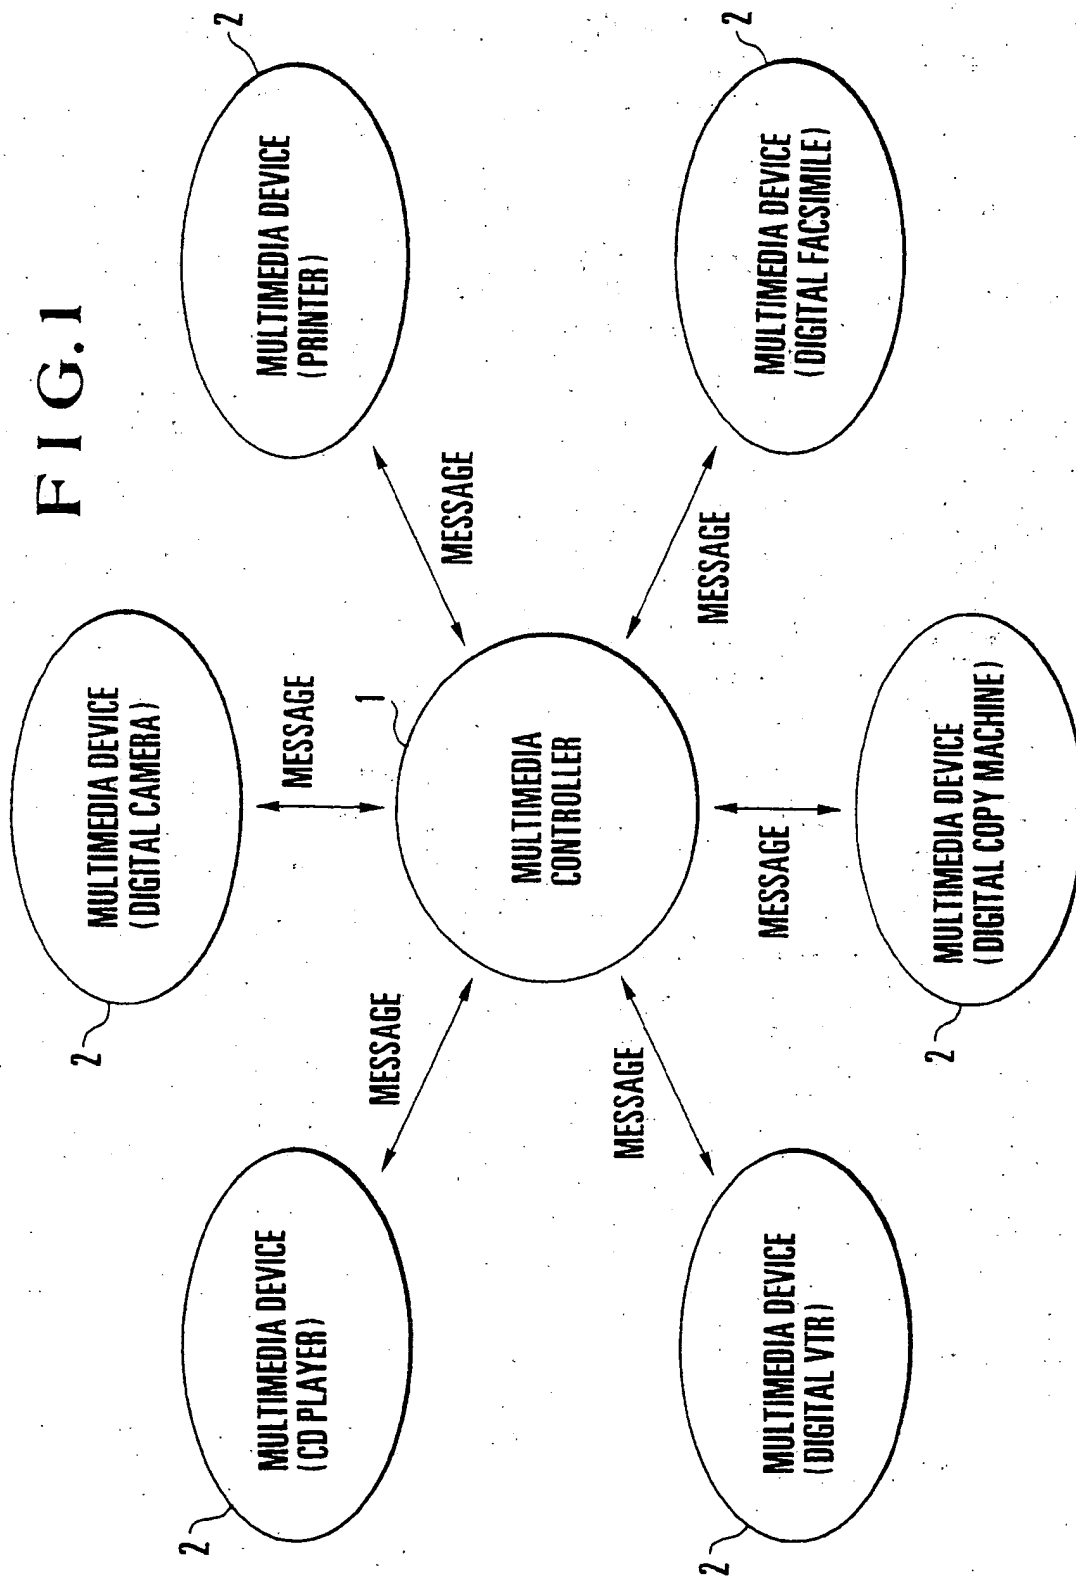 FIG.1
MULTIMEDIA DEVICE
(DIGITAL CAMERA)
2
MULTIMEDIA DEVICE
(CD PLAYER)
2
MULTIMEDIA DEVICE
(PRINTER)
2
MESSAGE
MESSAGE
MESSAGE
1
MULTIMEDIA
CONTROLLER
MESSAGE
MESSAGE
MESSAGE
MULTIMEDIA DEVICE
(DIGITAL VTR)
2
MULTIMEDIA DEVICE
(DIGITAL FACSIMILE)
2
MULTIMEDIA DEVICE
(DIGITAL COPY MACHINE)
2